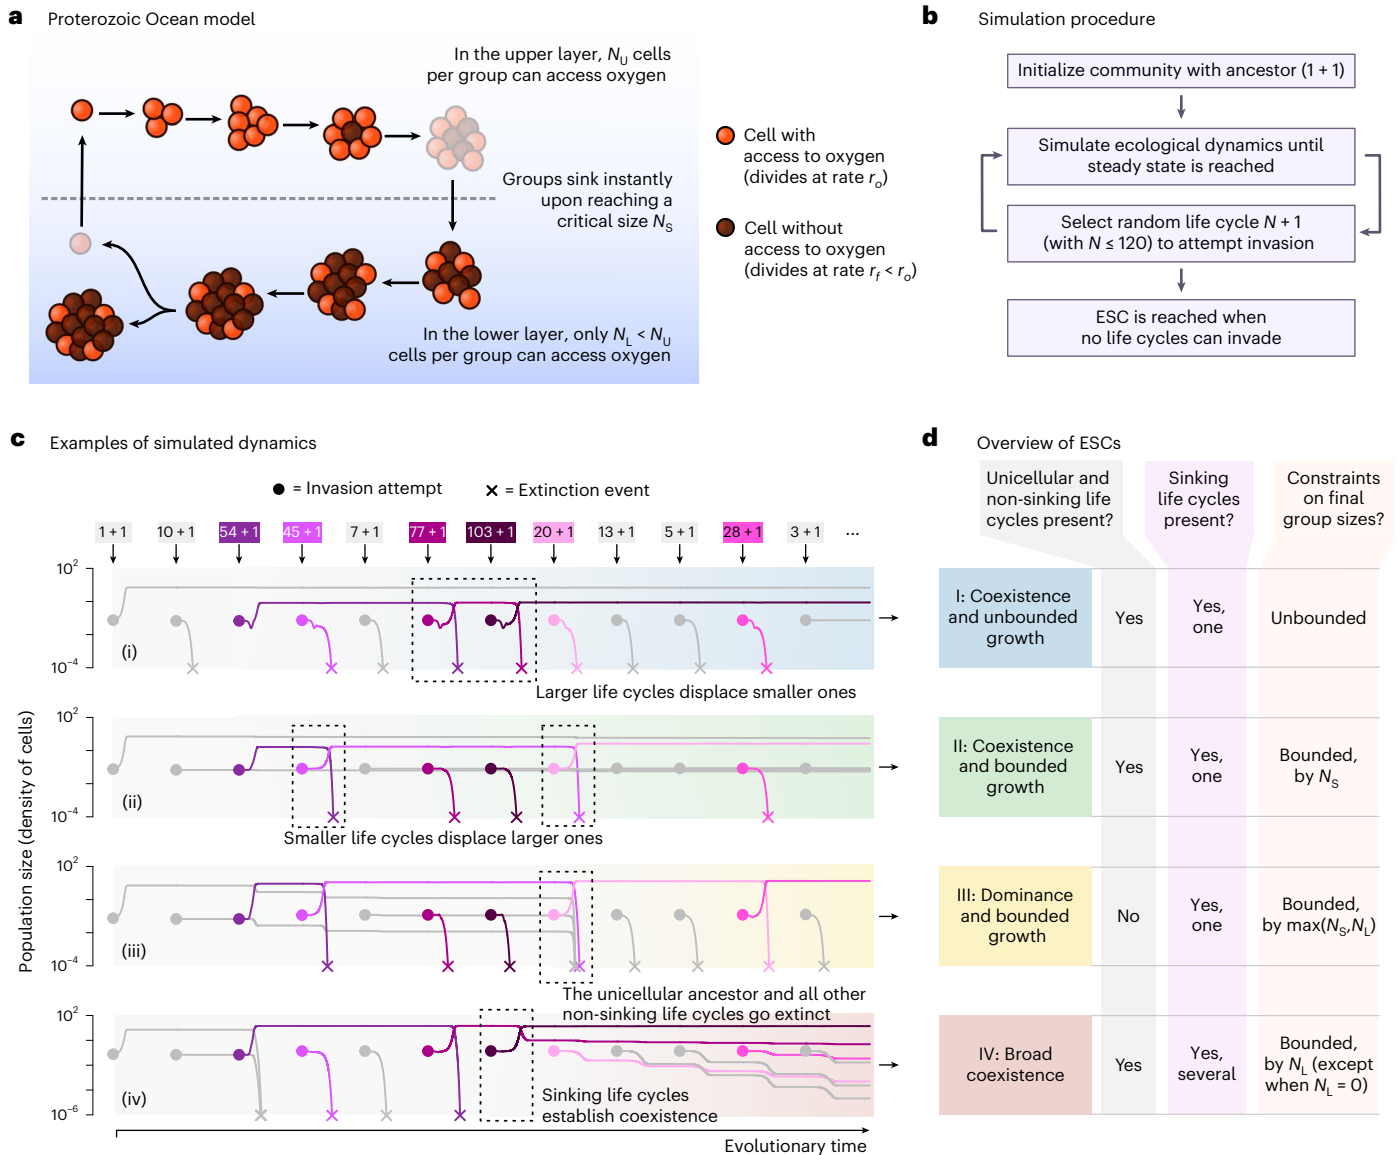 a Proterozoic Ocean model
In the upper layer, NU cells
per group can access oxygen
Groups sink instantly
upon reaching a
critical size NS
In the lower layer, only NL < NU
cells per group can access oxygen
Cell with
access to oxygen
(divides at rate ro)
Cell without
access to oxygen
(divides at rate rf < ro)
b Simulation procedure
Initialize community with ancestor (1 + 1)
Simulate ecological dynamics until
steady state is reached
Select random life cycle N + 1
(with N ≤ 120) to attempt invasion
ESC is reached when
no life cycles can invade
c Examples of simulated dynamics
= Invasion attempt
= Extinction event
1 + 1 10 + 1 54 + 1 45 + 1 7 + 1 77 + 1 103 + 1 20 + 1 13 + 1 5 + 1 28 + 1 3 + 1 ...
Population size (density of cells)
10²
10⁻⁴
(i)
Larger life cycles displace smaller ones
10²
10⁻⁴
(ii)
Smaller life cycles displace larger ones
10²
10⁻⁴
(iii)
The unicellular ancestor and all other
non-sinking life cycles go extinct
10²
10⁻⁶
(iv)
Sinking life cycles
establish coexistence
Evolutionary time
d Overview of ESCs
Unicellular and
non-sinking life
cycles present?
Sinking
life cycles
present?
Constraints
on final
group sizes?
I: Coexistence
and unbounded
growth
Yes
Yes,
one
Unbounded
II: Coexistence
and bounded
growth
Yes
Yes,
one
Bounded,
by NS
III: Dominance
and bounded
growth
No
Yes,
one
Bounded,
by max(NS,NL)
IV: Broad
coexistence
Yes
Yes,
several
Bounded,
by NL (except
when NL = 0)